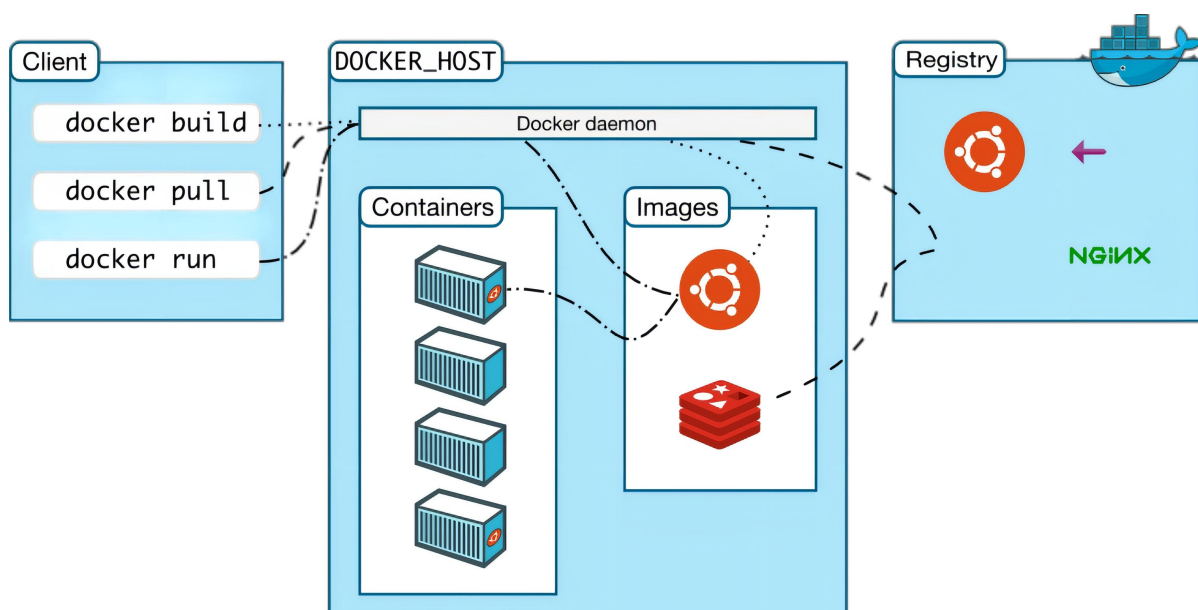 Client
docker build
docker pull
docker run
DOCKER_HOST
Docker daemon
Containers
Images
Registry
NGINX